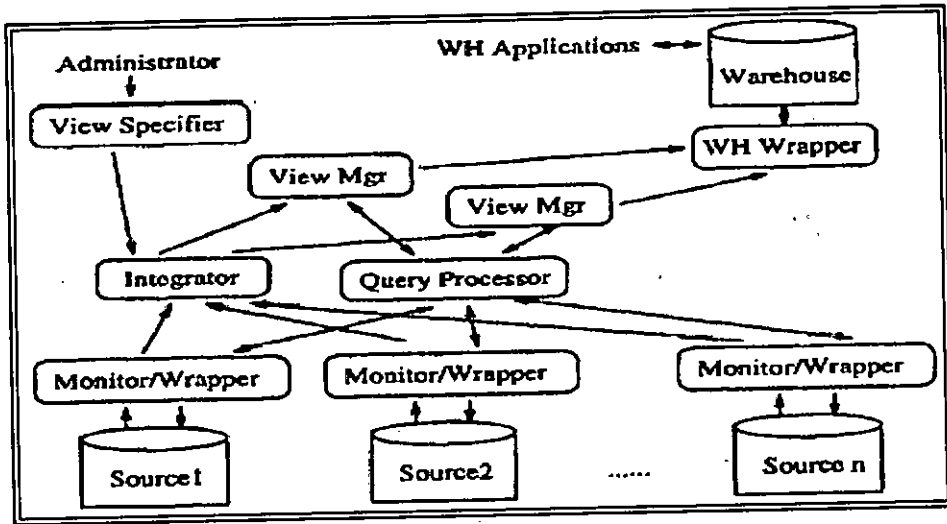 WH Applications
Warehouse
Administrator
View Specifier
WH Wrapper
View Mgr
View Mgr
Integrator
Query Processor
Monitor/Wrapper
Monitor/Wrapper
Monitor/Wrapper
Source1
Source2
......
Source n